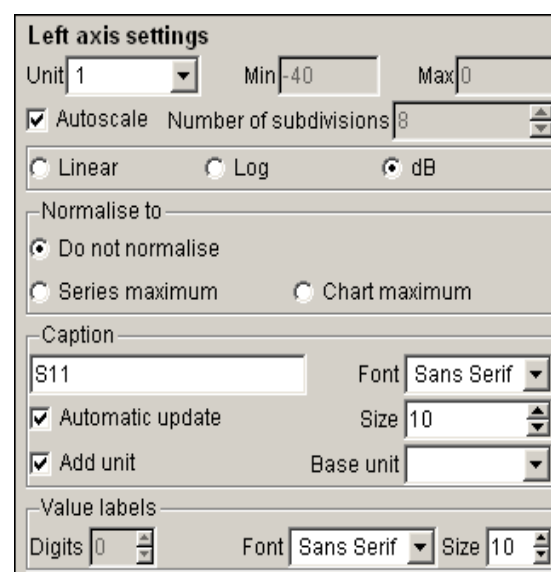 Left axis settings
Unit 1 Min -40 Max 0
Autoscale Number of subdivisions 8
Linear Log dB
Normalise to
Do not normalise
Series maximum Chart maximum
Caption
S11 Font Sans Serif
Automatic update Size 10
Add unit Base unit
Value labels
Digits 0 Font Sans Serif Size 10